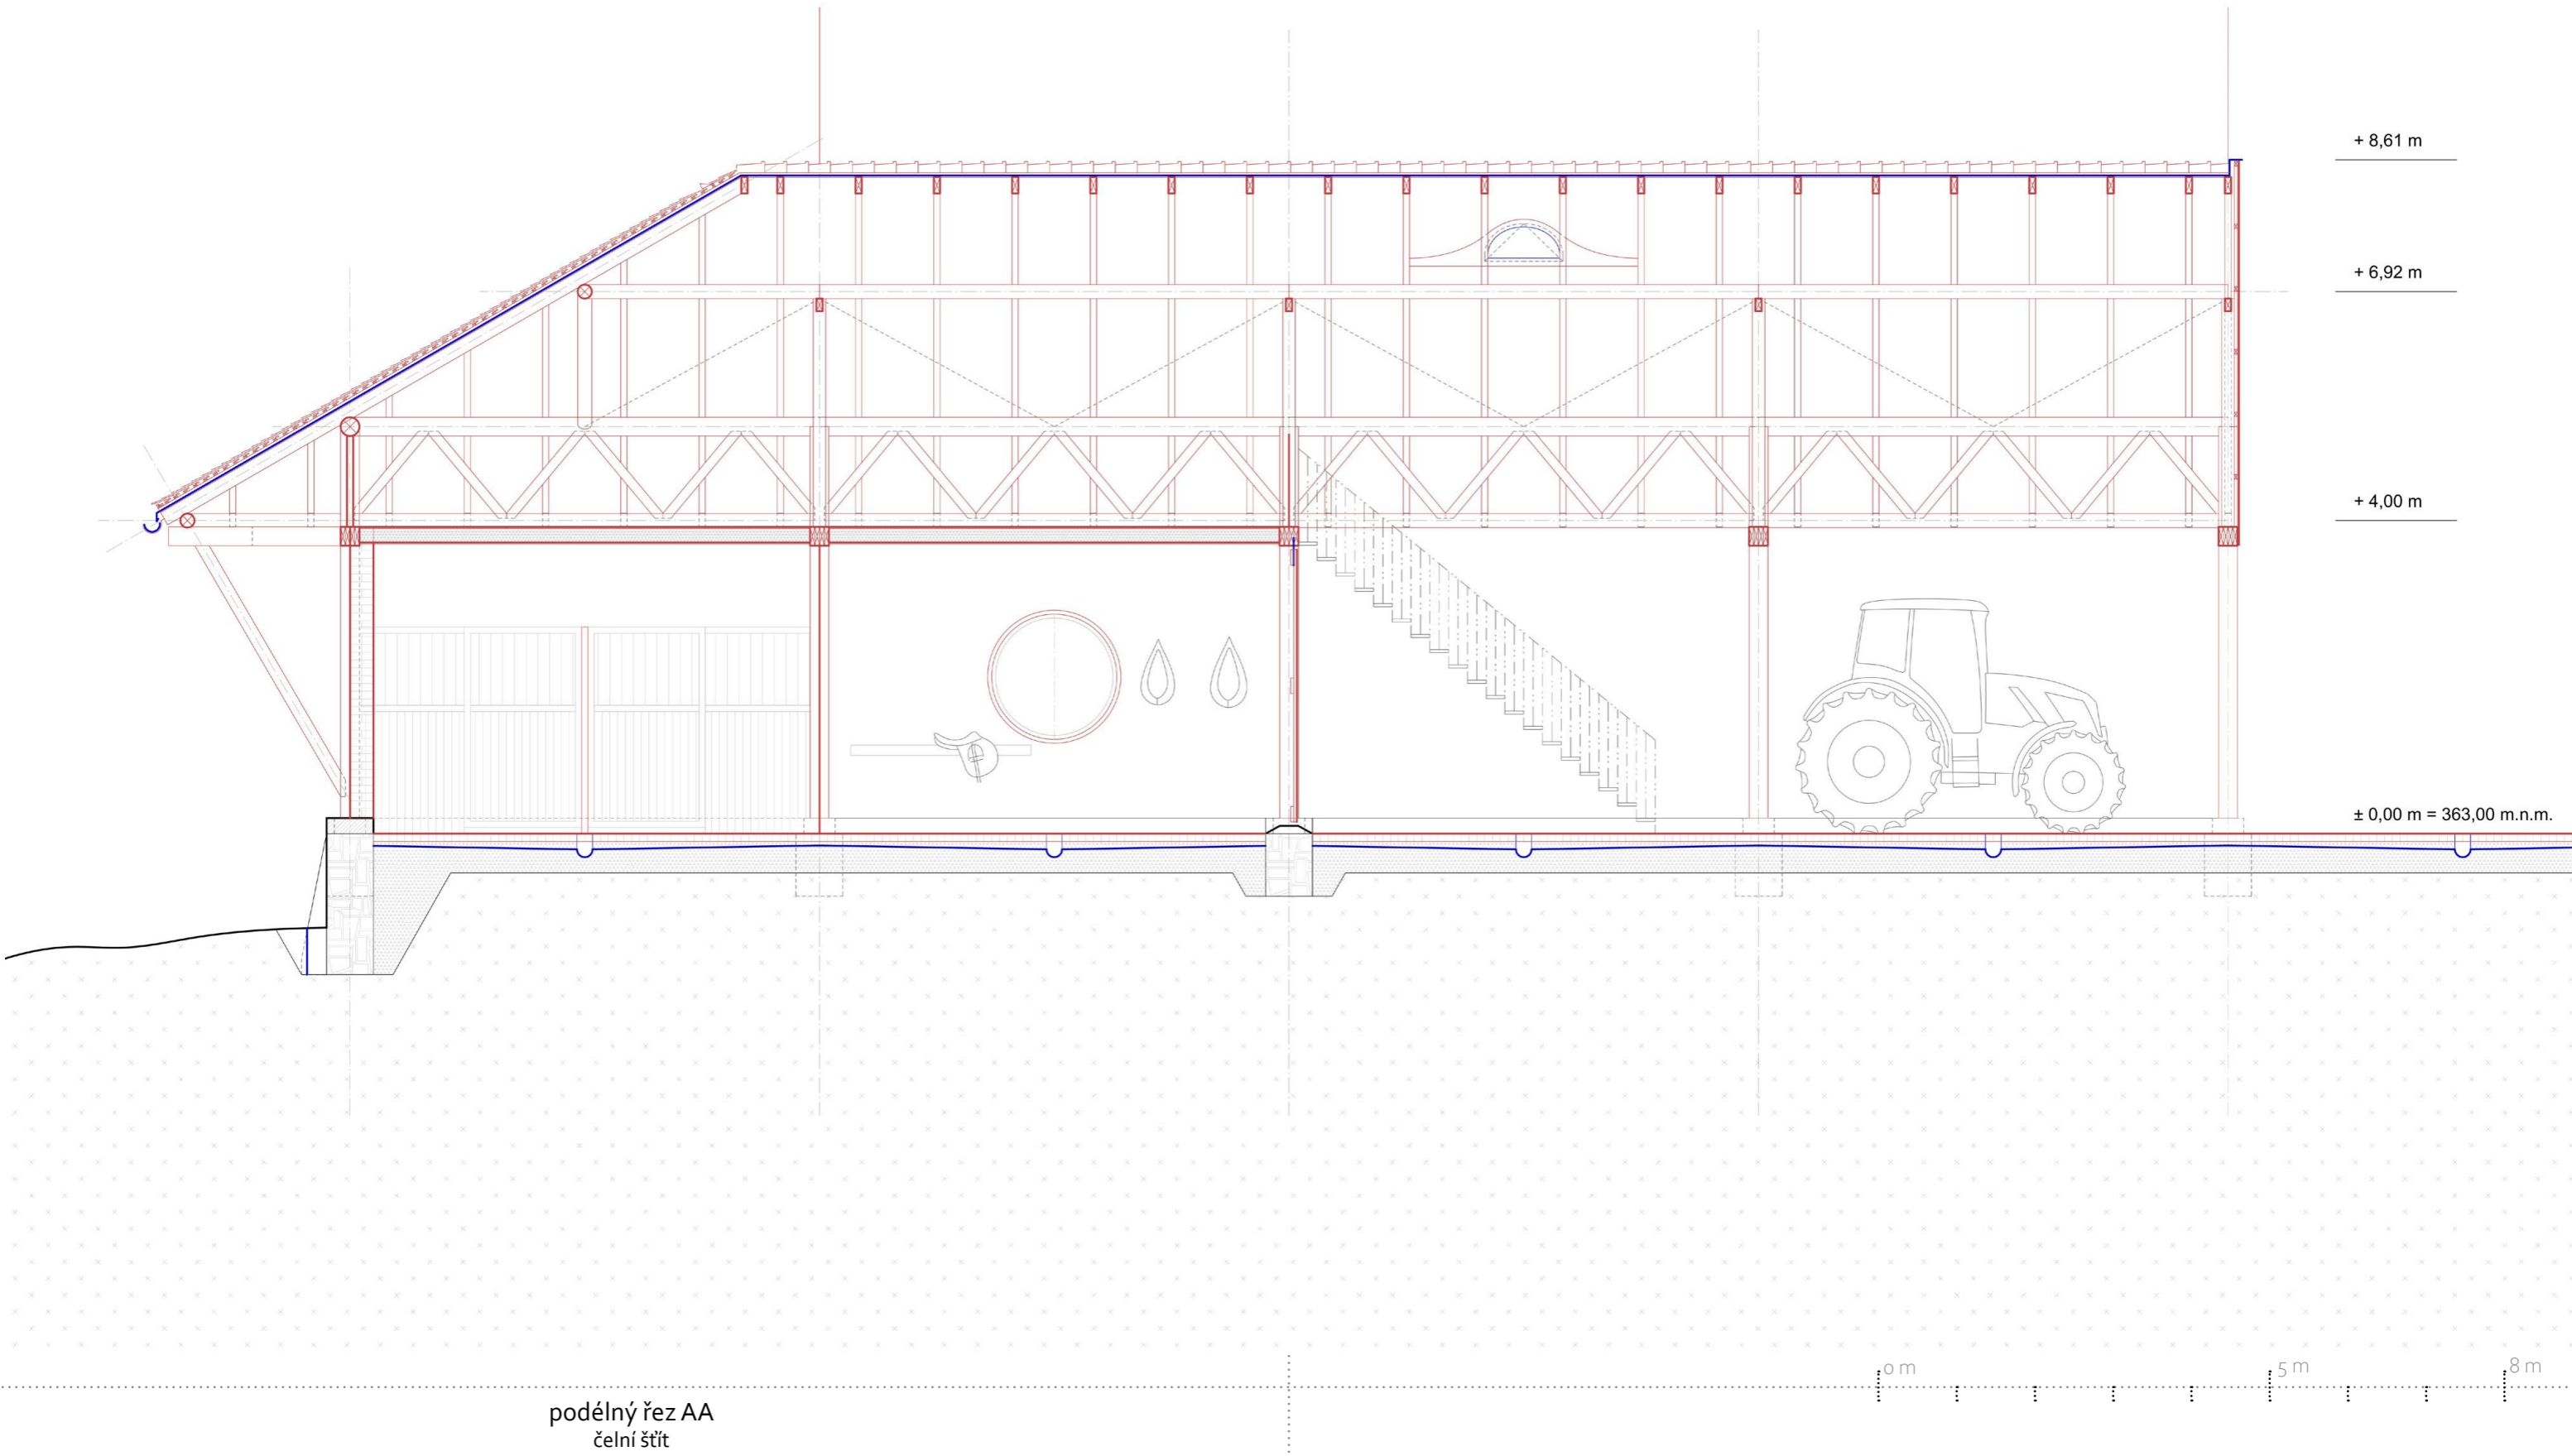 + 8,61 m
+ 6,92 m
+ 4,00 m
± 0,00 m = 363,00 m.n.m.
0 m
5 m
8 m
podélný řez AA
čelní štít